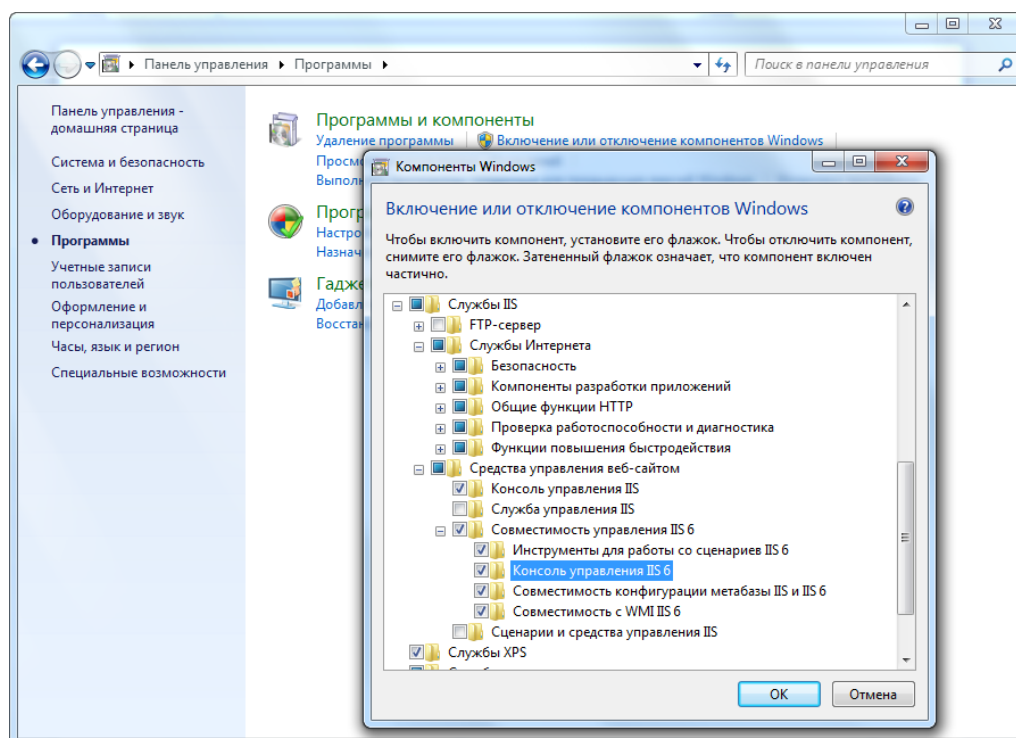 Панель управления
Программы
Поиск в панели управления
Панель управления -
домашняя страница
Система и безопасность
Сеть и Интернет
Оборудование и звук
Программы
Учетные записи
пользователей
Оформление и
персонализация
Часы, язык и регион
Специальные возможности
Программы и компоненты
Удаление программы
Включение или отключение компонентов Windows
Компоненты Windows
Включение или отключение компонентов Windows
Чтобы включить компонент, установите его флажок. Чтобы отключить компонент,
снимите его флажок. Затененный флажок означает, что компонент включен
частично.
Службы IIS
FTP-сервер
Службы Интернета
Безопасность
Компоненты разработки приложений
Общие функции HTTP
Проверка работоспособности и диагностика
Функции повышения быстродействия
Средства управления веб-сайтом
Консоль управления IIS
Служба управления IIS
Совместимость управления IIS 6
Инструменты для работы со сценариев IIS 6
Консоль управления IIS 6
Совместимость конфигурации метабазы IIS и IIS 6
Совместимость с WMI IIS 6
Сценарии и средства управления IIS
Службы XPS
OK
Отмена